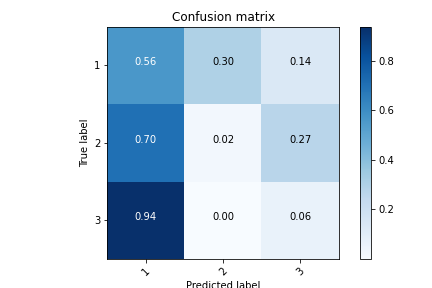 Confusion matrix
1 0.56 0.30 0.14
2 0.70 0.02 0.27
3 0.94 0.00 0.06
True label
1 2 3
Predicted label
0.8
0.6
0.4
0.2